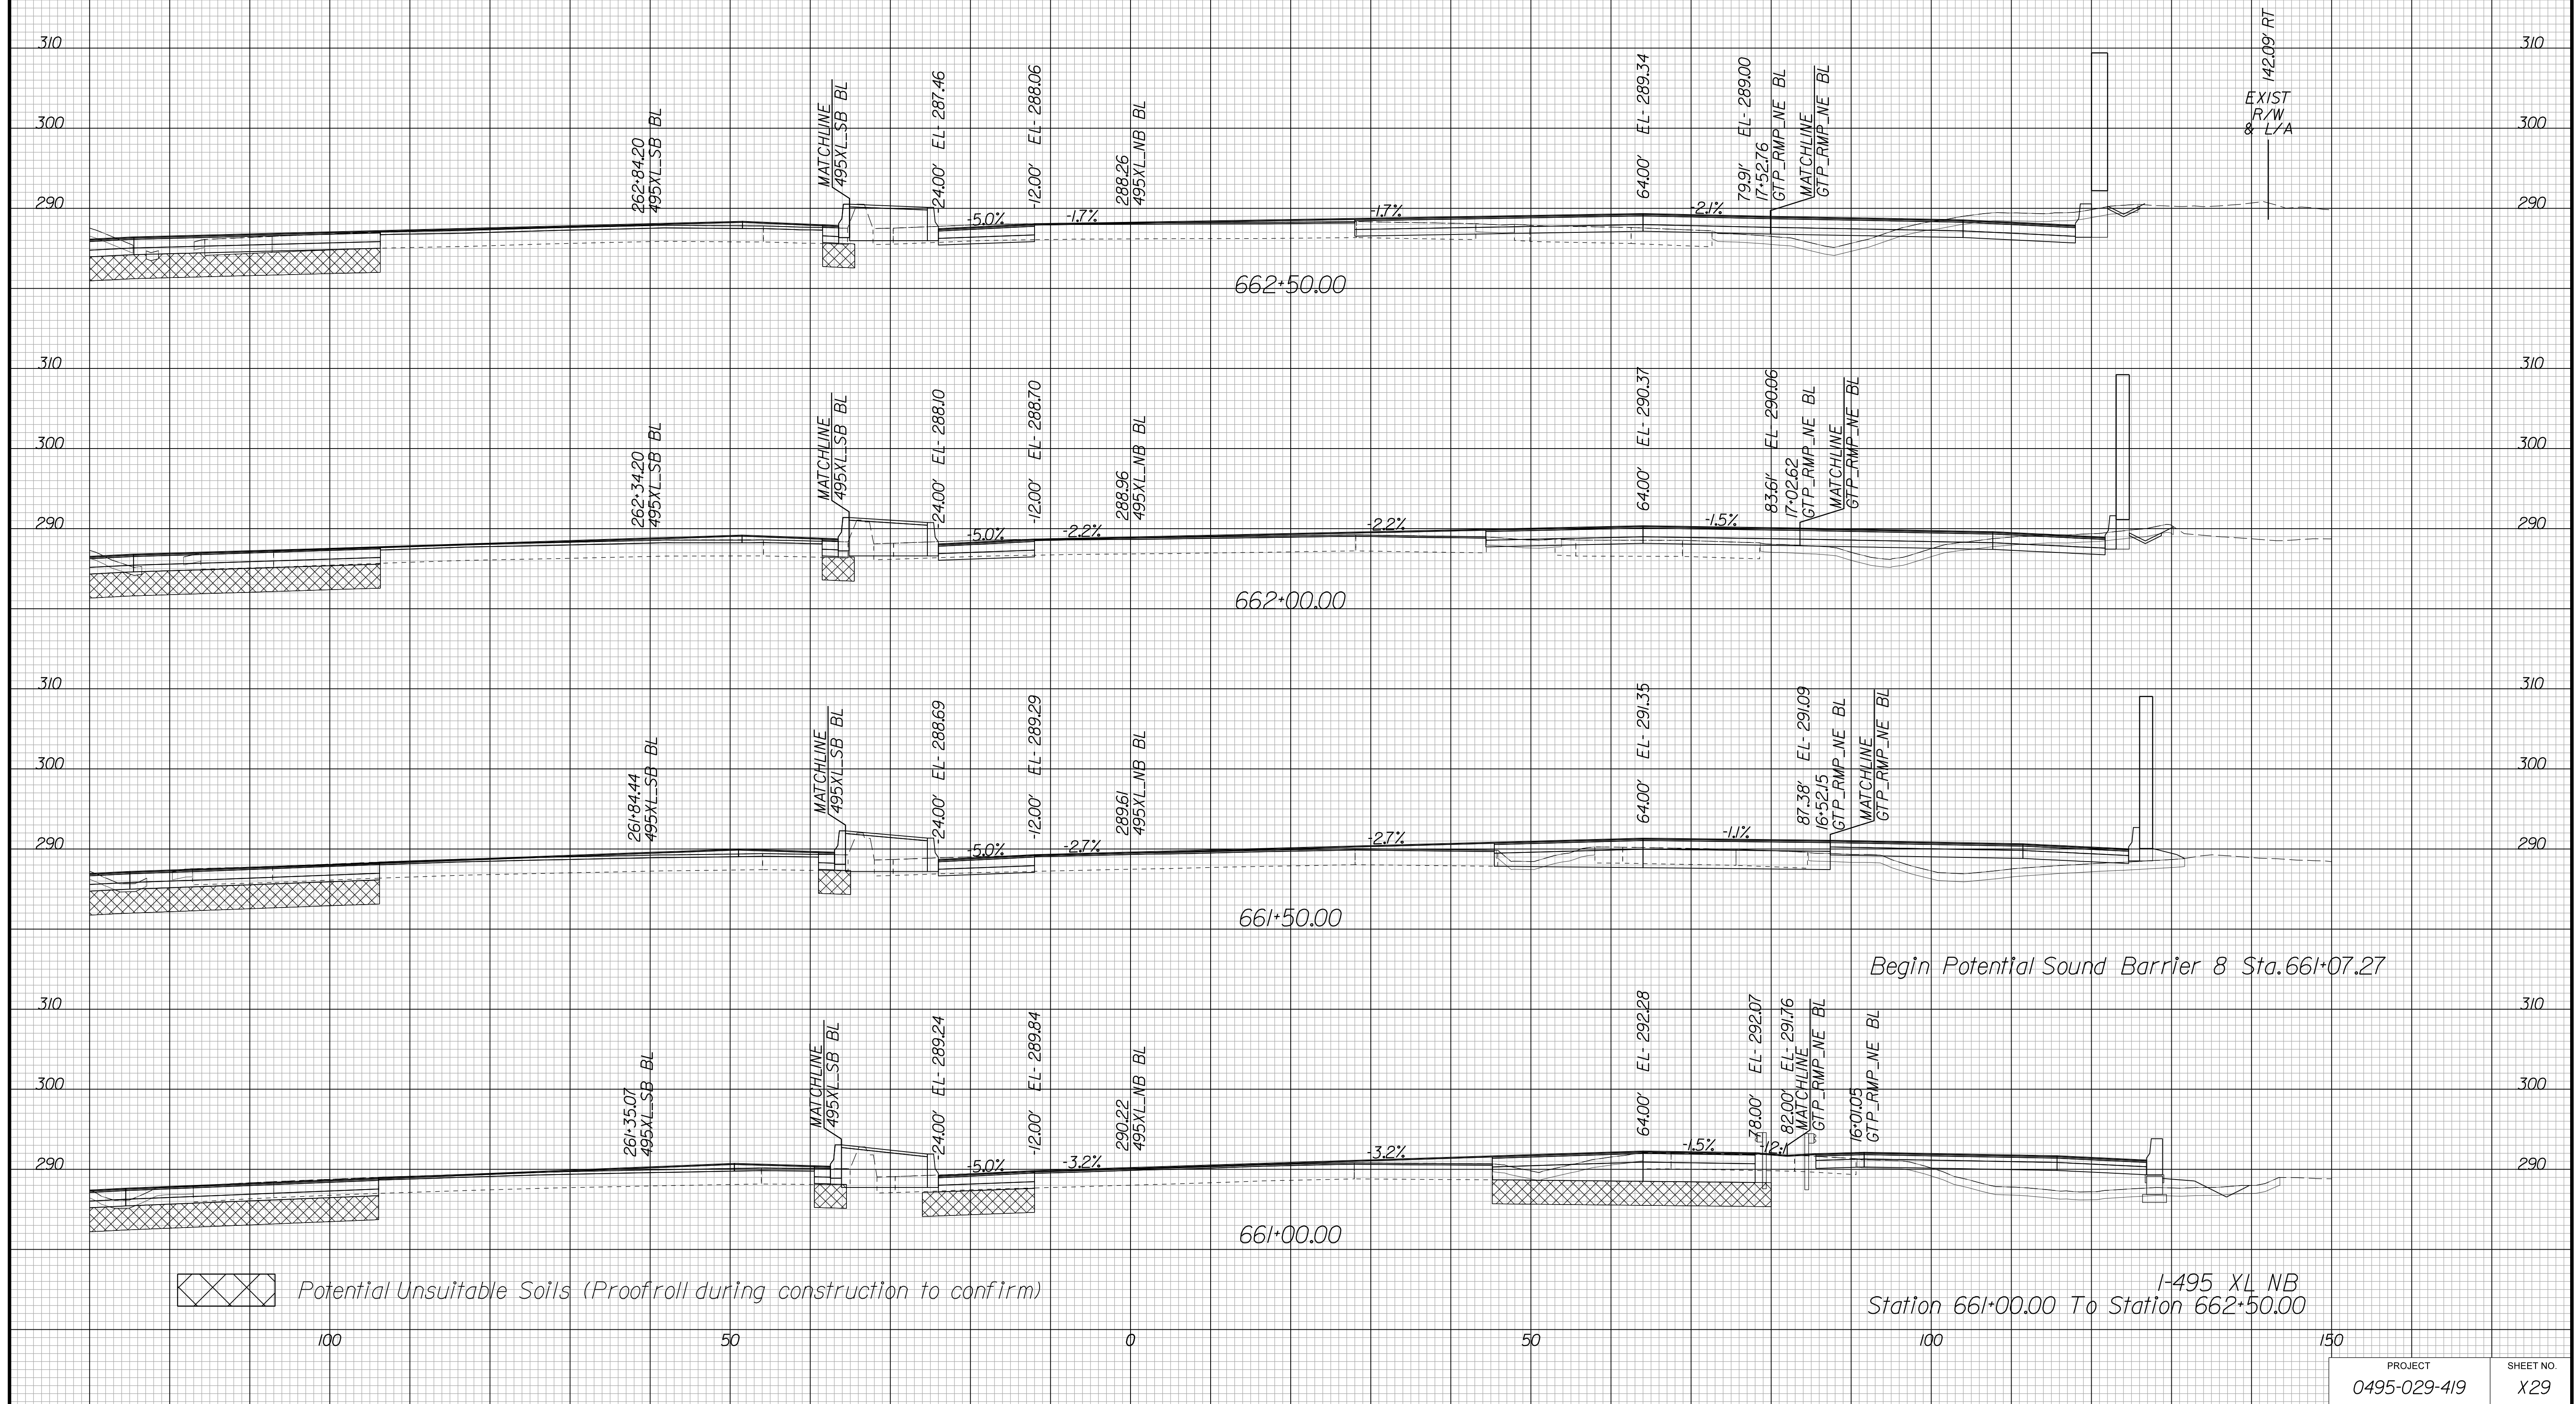 310
310
300
300
290
290
262+84.20
495XL_SB BL
MATCHLINE
495XL_SB BL
-24.00' EL- 287.46
-12.00' EL- 288.06
288.26
495XL_NB BL
64.00' EL- 289.34
79.91' EL- 289.00
17+52.76
GTP_RMP_NE BL
MATCHLINE
GTP_RMP_NE BL
142.09' RT
EXIST
R/W
& L/A
-5.0%
-1.7%
-1.7%
-2.1%
662+50.00
310
310
300
300
290
290
262+34.20
495XL_SB BL
MATCHLINE
495XL_SB BL
-24.00' EL- 288.10
-12.00' EL- 288.70
288.96
495XL_NB BL
64.00' EL- 290.37
83.61' EL- 290.06
17+02.62
GTP_RMP_NE BL
MATCHLINE
GTP_RMP_NE BL
-5.0%
-2.2%
-2.2%
-1.5%
662+00.00
310
310
300
300
290
290
261+84.44
495XL_SB BL
MATCHLINE
495XL_SB BL
-24.00' EL- 288.69
-12.00' EL- 289.29
289.61
495XL_NB BL
64.00' EL- 291.35
87.38' EL- 291.09
16+52.15
GTP_RMP_NE BL
MATCHLINE
GTP_RMP_NE BL
-5.0%
-2.7%
-2.7%
-1.1%
661+50.00
Begin Potential Sound Barrier 8 Sta. 661+07.27
310
310
300
300
290
290
261+35.07
495XL_SB BL
MATCHLINE
495XL_SB BL
-24.00' EL- 289.24
-12.00' EL- 289.84
290.22
495XL_NB BL
64.00' EL- 292.28
78.00' EL- 292.07
82.00' EL- 291.76
MATCHLINE
GTP_RMP_NE BL
16+01.05
GTP_RMP_NE BL
-5.0%
-3.2%
-3.2%
-1.5%
-12:1
661+00.00
Potential Unsuitable Soils (Proofroll during construction to confirm)
I-495 XL NB
Station 661+00.00 To Station 662+50.00
100
50
0
50
100
150
PROJECT
SHEET NO.
0495-029-419
X29